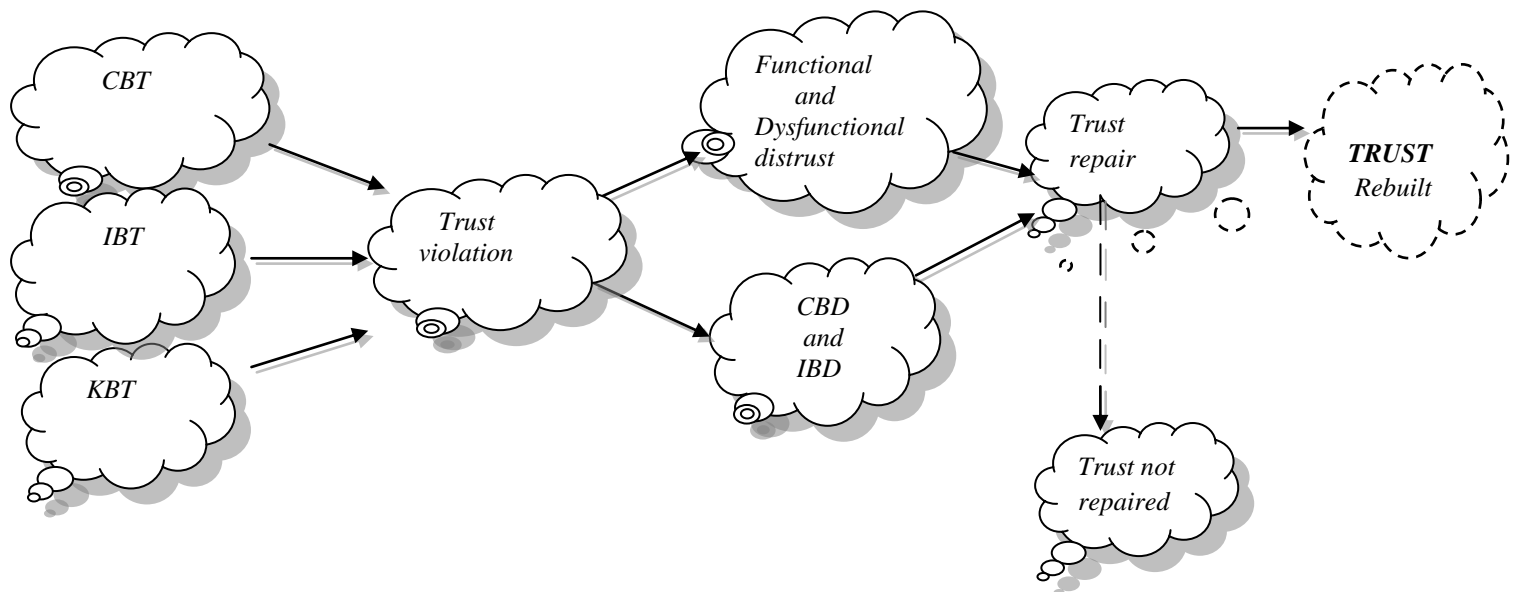 CBT
IBT
KBT
Trust
violation
Functional
and
Dysfunctional
distrust
CBD
and
IBD
Trust
repair
Trust not
repaired
TRUST
Rebuilt